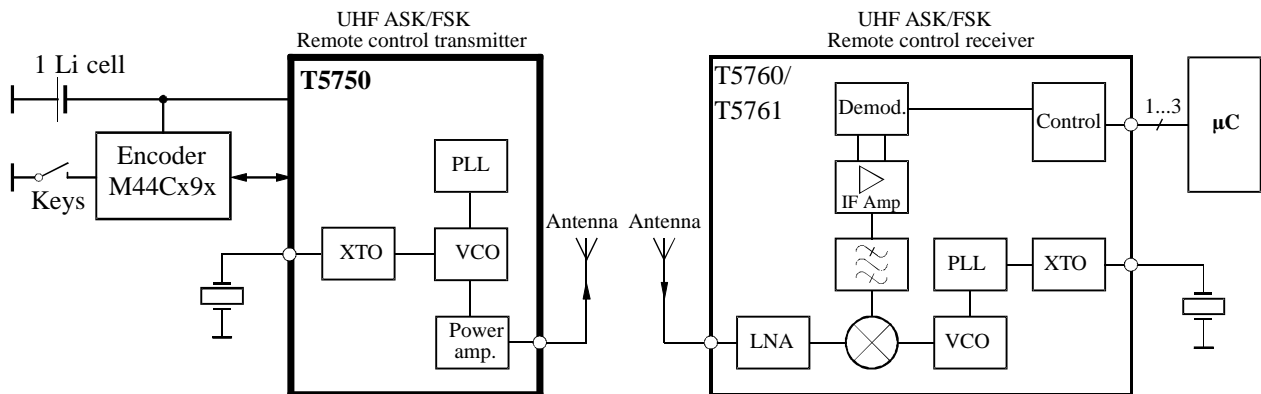 UHF ASK/FSK
Remote control transmitter
1 Li cell
T5750
Encoder
M44Cx9x
Keys
PLL
XTO
VCO
Power
amp.
Antenna
UHF ASK/FSK
Remote control receiver
T5760/
T5761
Demod.
Control
1...3
µC
IF Amp
Antenna
PLL
XTO
LNA
VCO